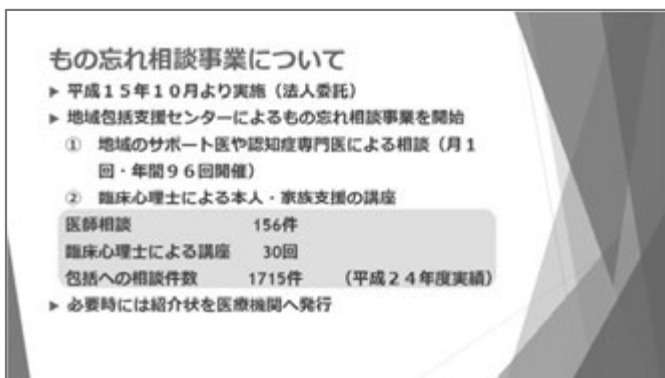 もの忘れ相談事業について
▶ 平成15年10月より実施（法人委託）
▶ 地域包括支援センターによるもの忘れ相談事業を開始
① 地域のサポート医や認知症専門医による相談（月1
回・年間96回開催）
② 臨床心理士による本人・家族支援の講座
医師相談 156件
臨床心理士による講座 30回
包括への相談件数 1715件 （平成24年度実績）
▶ 必要時には紹介状を医療機関へ発行